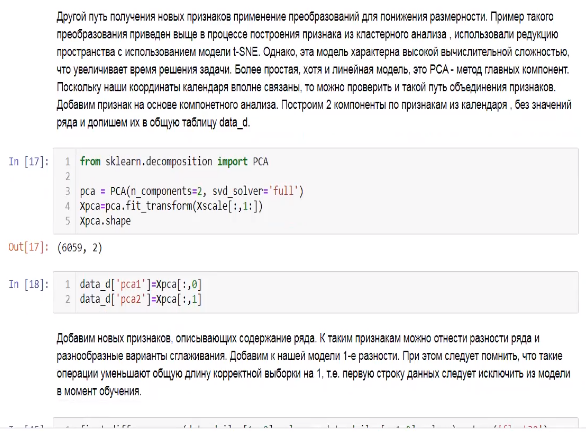 Другой путь получения новых признаков применение преобразований для понижения размерности. Пример такого
преобразования приведен выше в процессе построения признака из кластерного анализа , использовали редукцию
пространства с использованием модели t-SNE. Однако, эта модель характерна высокой вычислительной сложностью,
что увеличивает время решения задачи. Более простая, хотя и линейная модель, это PCA - метод главных компонент.
Поскольку наши координаты календаря вполне связаны, то можно проверить и такой путь объединения признаков.
Добавим признак на основе компонетного анализа. Построим 2 компоненты по признакам из календаря , без значений
ряда и допишем их в общую таблицу data_d.
In [17]:
1 from sklearn.decomposition import PCA
2
3 pca = PCA(n_components=2, svd_solver='full')
4 Xpca=pca.fit_transform(Xscale[:,1:])
5 Xpca.shape
Out[17]: (6059, 2)
In [18]:
1 data_d['pca1']=Xpca[:,0]
2 data_d['pca2']=Xpca[:,1]
Добавим новых признаков, описывающих содержание ряда. К таким признакам можно отнести разности ряда и
разнообразные варианты сглаживания. Добавим к нашей модели 1-е разности. При этом следует помнить, что такие
операции уменьшают общую длину корректной выборки на 1, т.е. первую строку данных следует исключить из модели
в момент обучения.